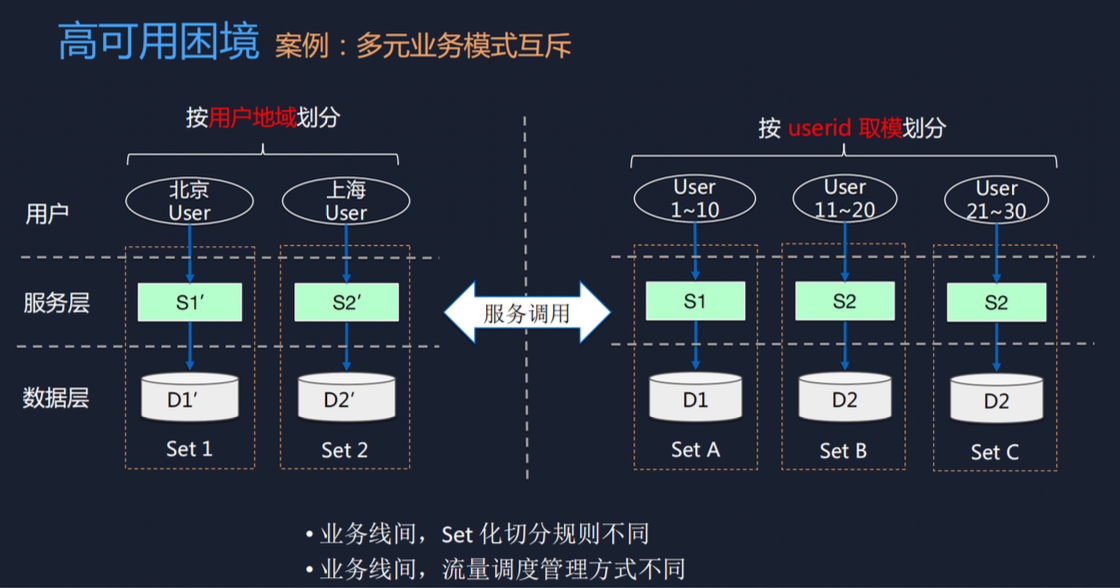 高可用困境 案例：多元业务模式互斥
按用户地域划分
按 userid 取模划分
用户
北京
User
上海
User
User
1~10
User
11~20
User
21~30
服务层
S1′
S2′
服务调用
S1
S2
S2
数据层
D1′
D2′
D1
D2
D2
Set 1
Set 2
Set A
Set B
Set C
• 业务线间，Set 化切分规则不同
• 业务线间，流量调度管理方式不同